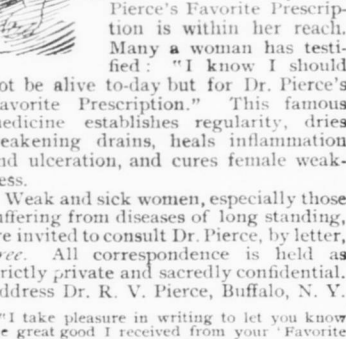 Pierce's Favorite Prescrip-
tion is within her reach.
Many a woman has testi-
fied: "I know I should
ot be alive to-day but for Dr. Pierce's
avorite Prescription." This famous
edicine establishes regularity, dries
eakening drains, heals inflammation
nd ulceration, and cures female weak-
ess.
Weak and sick women, especially those
uffering from diseases of long standing,
re invited to consult Dr. Pierce, by letter,
ree. All correspondence is held as
rictly private and sacredly confidential.
ddress Dr. R. V. Pierce, Buffalo, N. Y.
"I take pleasure in writing to let you know
e great good I received from your 'Favorite